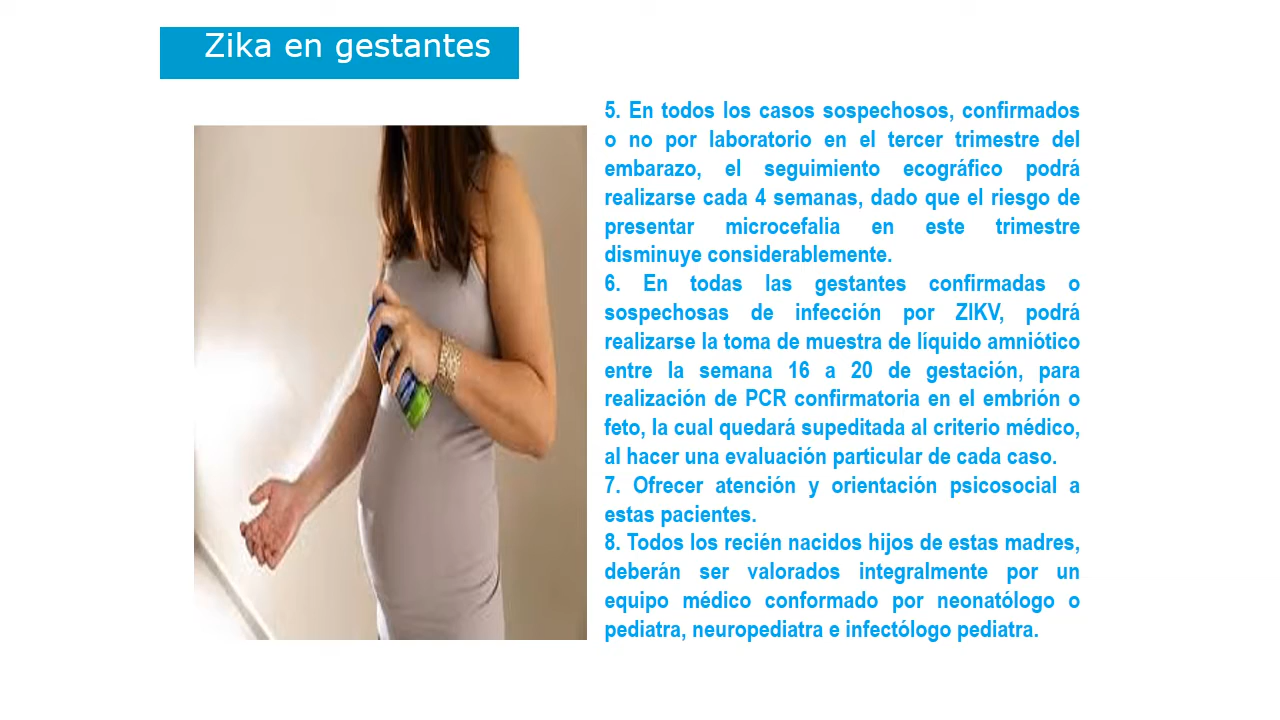 Zika en gestantes
5. En todos los casos sospechosos, confirmados
o no por laboratorio en el tercer trimestre del
embarazo, el seguimiento ecográfico podrá
realizarse cada 4 semanas, dado que el riesgo de
presentar microcefalia en este trimestre
disminuye considerablemente.
6. En todas las gestantes confirmadas o
sospechosas de infección por ZIKV, podrá
realizarse la toma de muestra de líquido amniótico
entre la semana 16 a 20 de gestación, para
realización de PCR confirmatoria en el embrión o
feto, la cual quedará supeditada al criterio médico,
al hacer una evaluación particular de cada caso.
7. Ofrecer atención y orientación psicosocial a
estas pacientes.
8. Todos los recién nacidos hijos de estas madres,
deberán ser valorados integralmente por un
equipo médico conformado por neonatólogo o
pediatra, neuropediatra e infectólogo pediatra.